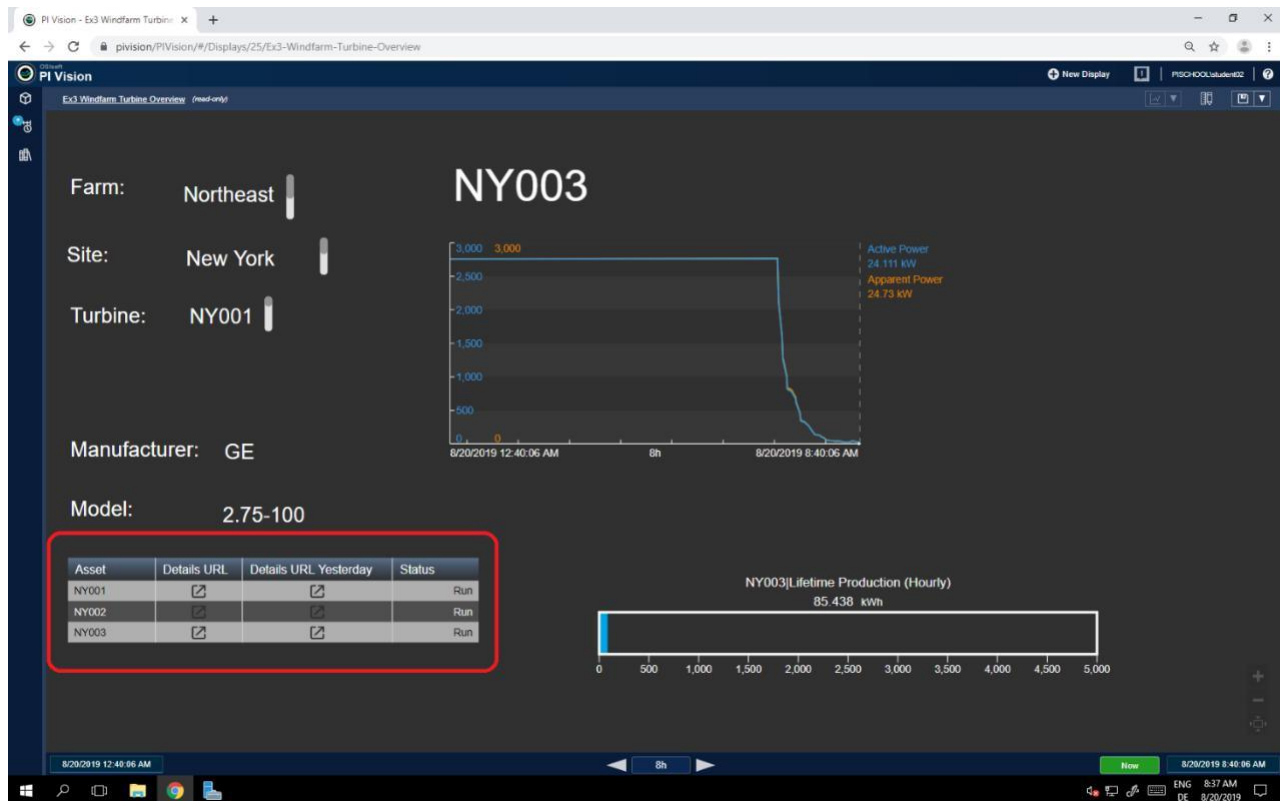 PI Vision - Ex3 Windfarm Turbine
pivision/PIVision/#/Displays/25/Ex3-Windfarm-Turbine-Overview
OSIsoft
PI Vision
New Display
PISCHOOL\student02
Ex3 Windfarm Turbine Overview (read-only)
Farm: Northeast
Site: New York
Turbine: NY001
NY003
3,000 3,000
2,500
2,000
1,500
1,000
500
0 0
Active Power
24.111 kW
Apparent Power
24.73 kW
8/20/2019 12:40:06 AM 8h 8/20/2019 8:40:06 AM
Manufacturer: GE
Model: 2.75-100
Asset Details URL Details URL Yesterday Status
NY001 Run
NY002 Run
NY003 Run
NY003|Lifetime Production (Hourly)
85.438 kWh
0 500 1,000 1,500 2,000 2,500 3,000 3,500 4,000 4,500 5,000
8/20/2019 12:40:06 AM 8h Now 8/20/2019 8:40:06 AM
ENG 8:37 AM
DE 8/20/2019